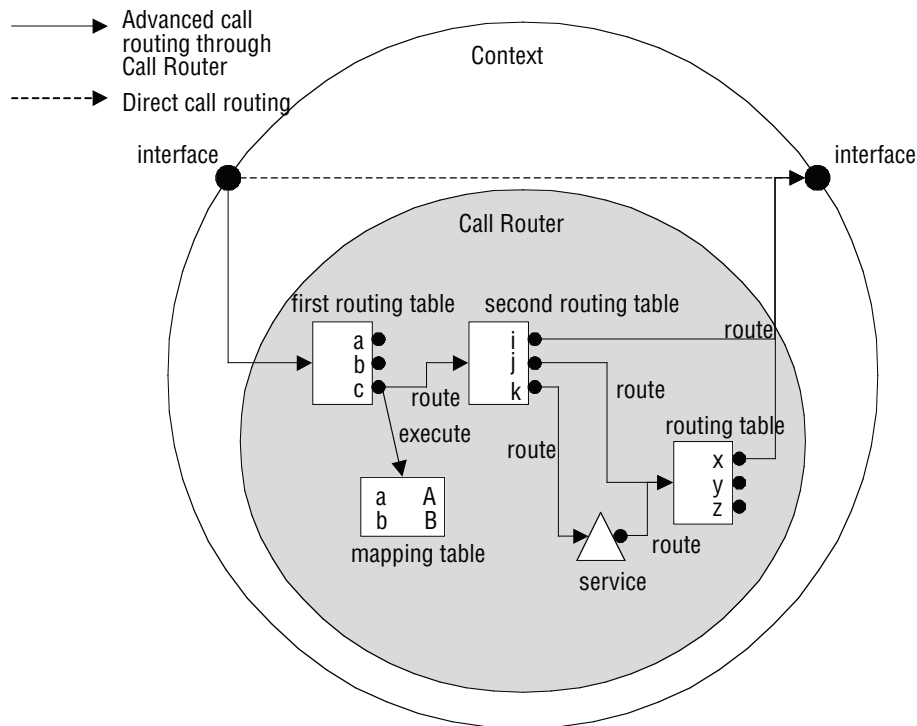 Advanced call
routing through
Call Router
Direct call routing
Context
interface
interface
Call Router
first routing table
second routing table
a
b
c
i
j
k
route
route
route
execute
route
routing table
x
y
z
a A
b B
mapping table
route
service